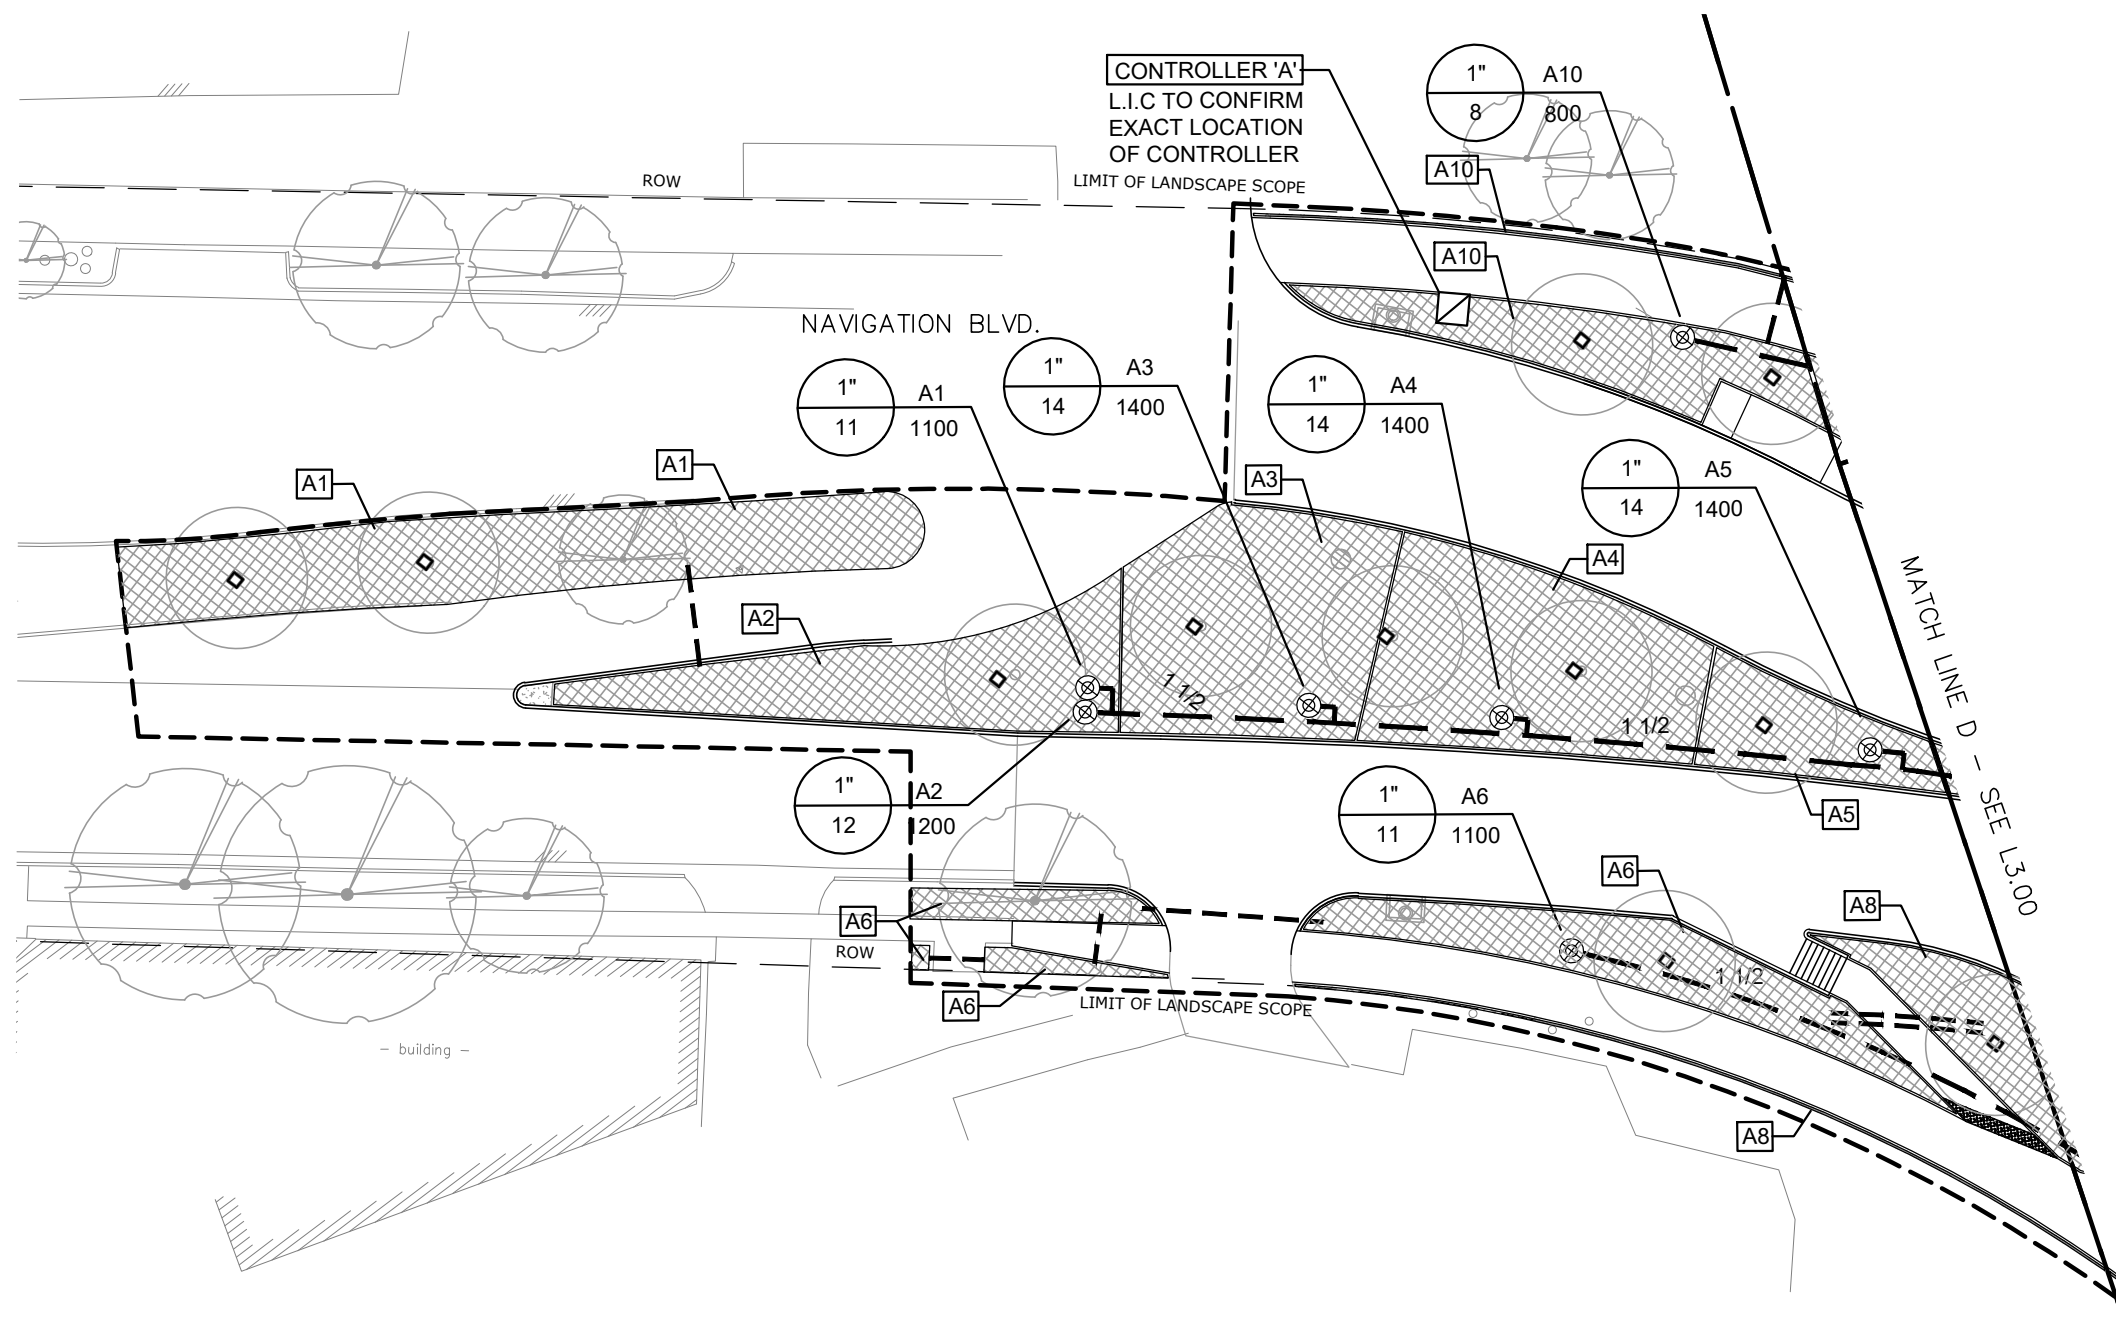 CONTROLLER 'A'
L.I.C TO CONFIRM
EXACT LOCATION
OF CONTROLLER
LIMIT OF LANDSCAPE SCOPE
1" A10
8 800
A10
A10
ROW
NAVIGATION BLVD.
1" A1
11 1100
1" A3
14 1400
1" A4
14 1400
1" A5
14 1400
A1
A1
A3
A4
A2
1 1/2
1 1/2
MATCH LINE D - SEE L3.00
1" A2
12 1200
1" A6
11 1100
A5
A6
A8
A6
ROW
A6
LIMIT OF LANDSCAPE SCOPE
1 1/2
- building -
A8